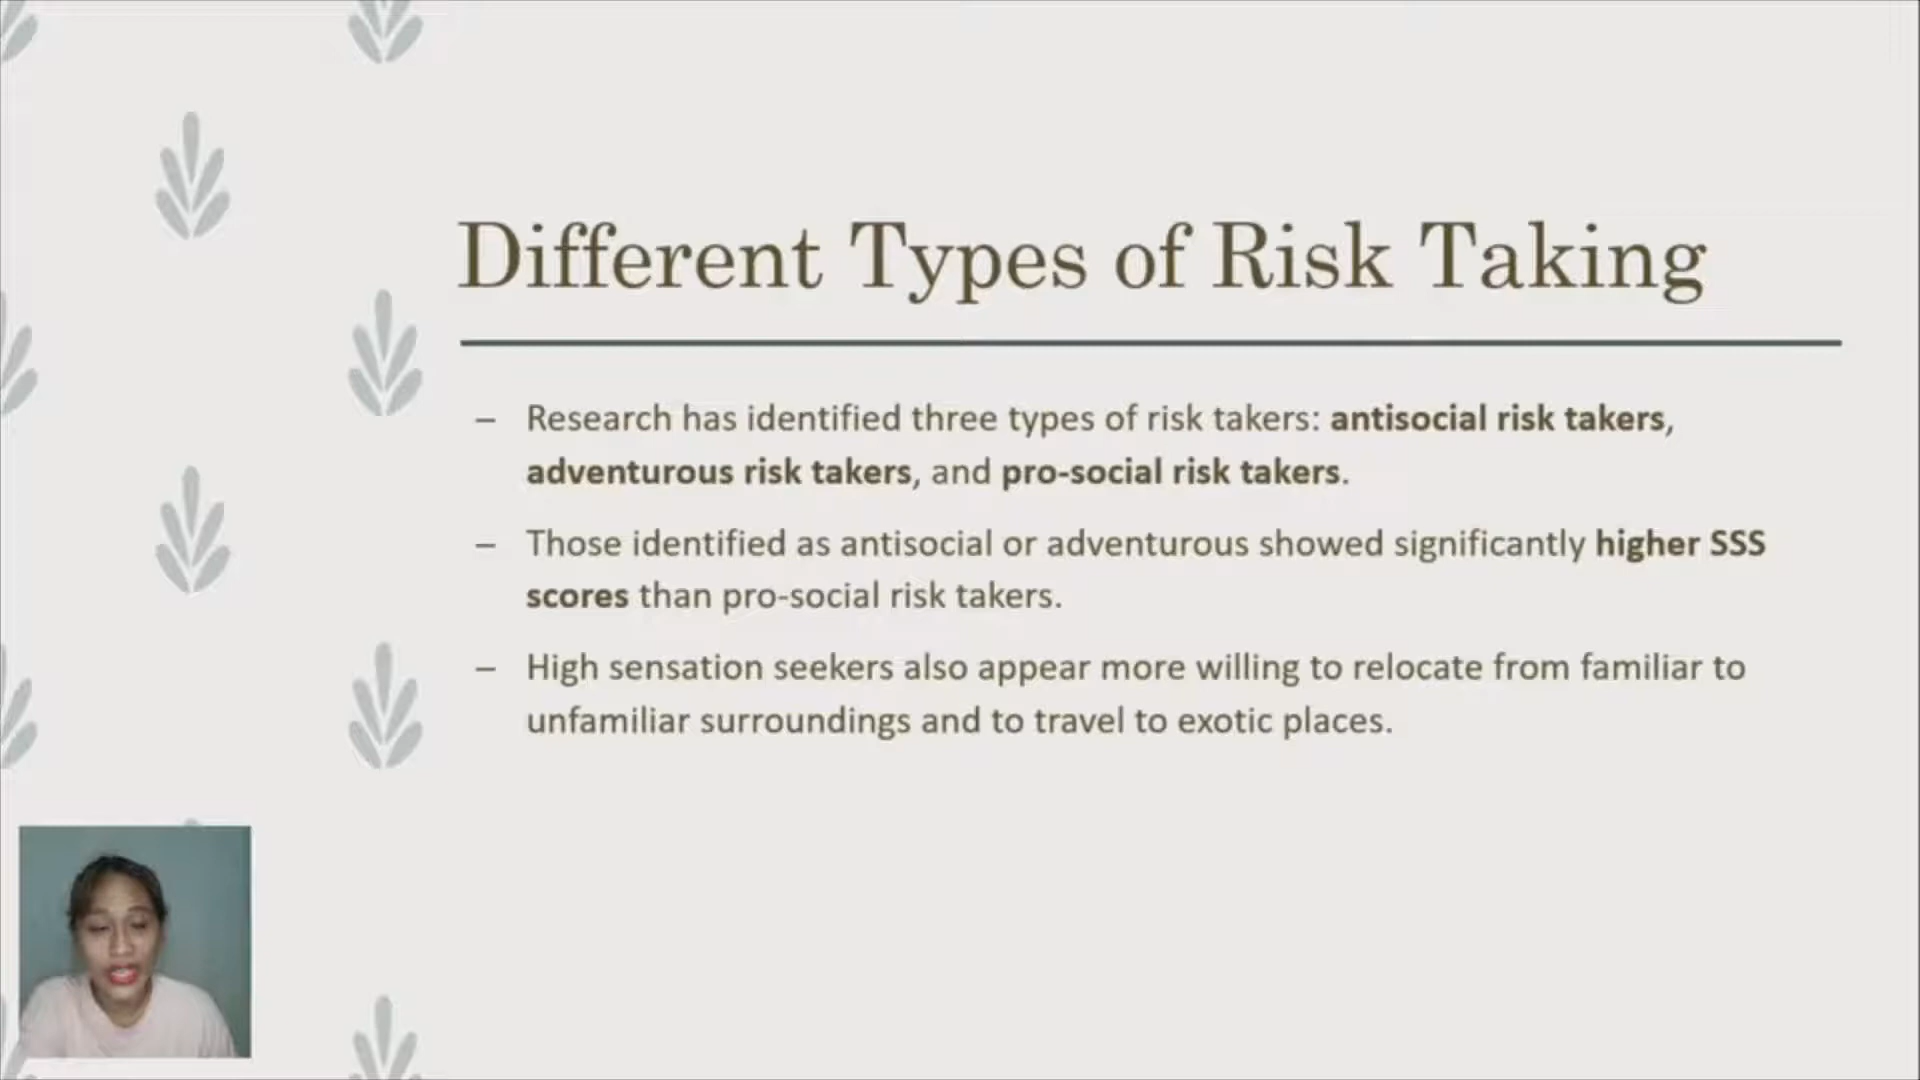 Different Types of Risk Taking
– Research has identified three types of risk takers: antisocial risk takers,
adventurous risk takers, and pro-social risk takers.
– Those identified as antisocial or adventurous showed significantly higher SSS
scores than pro-social risk takers.
– High sensation seekers also appear more willing to relocate from familiar to
unfamiliar surroundings and to travel to exotic places.